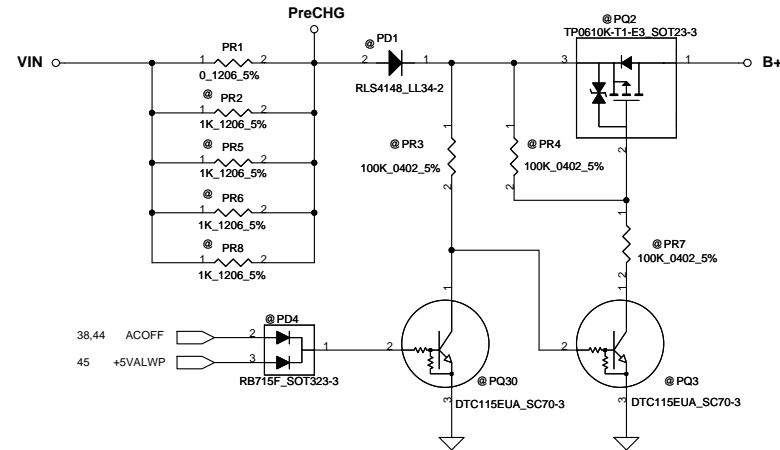 PreCHG
VIN
1 PR1 2
0_1206_5%
@
1 PR2 2
1K_1206_5%
@
1 PR5 2
1K_1206_5%
@
1 PR6 2
1K_1206_5%
@
1 PR8 2
1K_1206_5%
@ PD1
2 1
RLS4148_LL34-2
@ PQ2
TP0610K-T1-E3_SOT23-3
3 1
2
B+
1
@ PR3
100K_0402_5%
2
1
@ PR4
100K_0402_5%
2
1
@ PR7
100K_0402_5%
2
@ PD4
38,44 ACOFF 2
45 +5VALWP 3
1
RB715F_SOT323-3
1
2
@ PQ30
3
DTC115EUA_SC70-3
1
2
@ PQ3
3
DTC115EUA_SC70-3